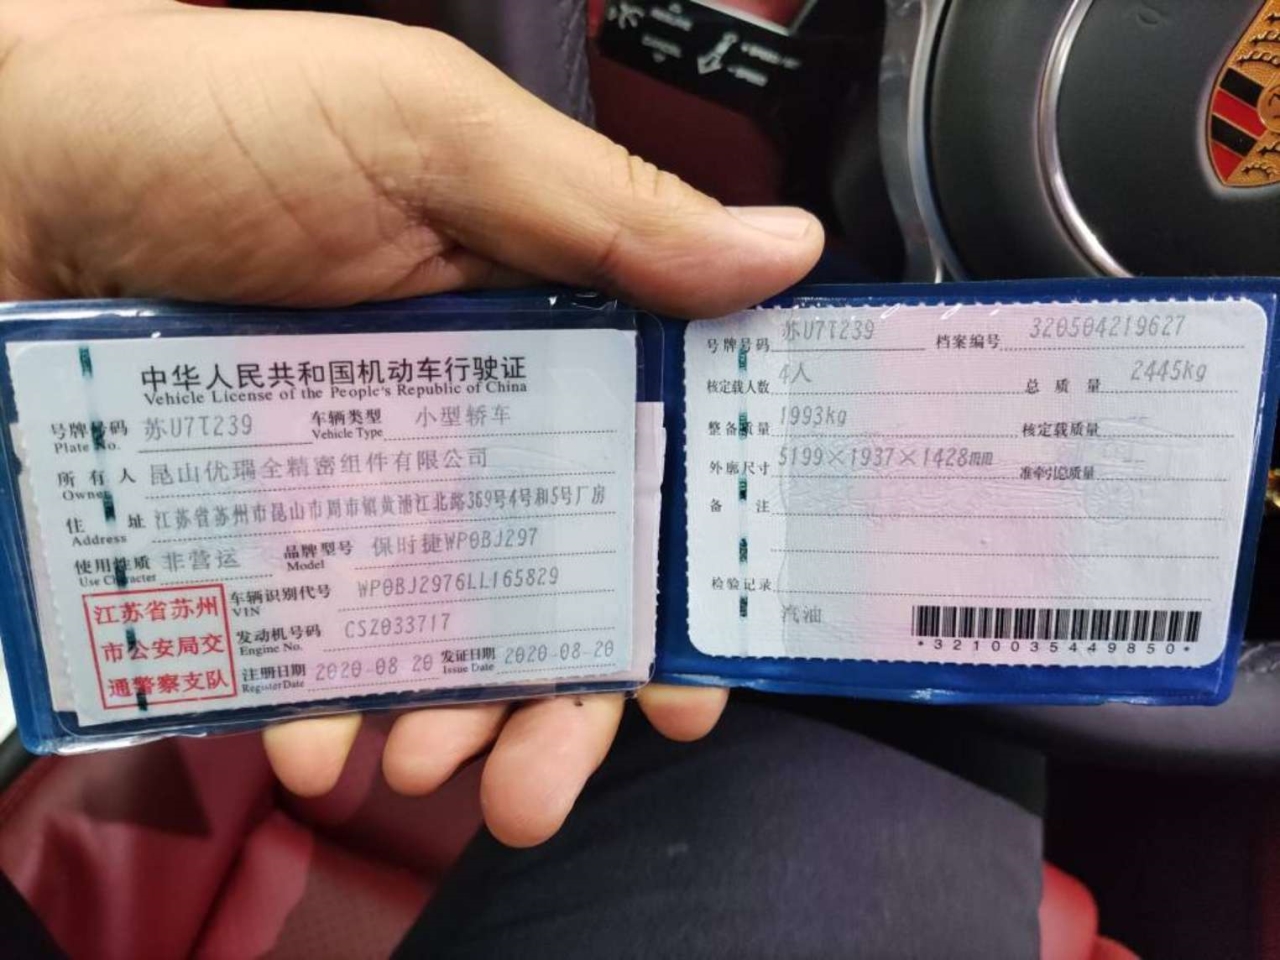 中华人民共和国机动车行驶证
Vehicle License of the People's Republic of China
号牌号码 苏U7T239 车辆类型 小型轿车
Plate No. Vehicle Type
所有人 昆山优瑞全精密组件有限公司
Owner
住址 江苏省苏州市昆山市周市镇黄浦江北路369号4号和5号厂房
Address
使用性质 非营运 品牌型号 保时捷WP0BJ297
Use Character Model
江苏省苏州
市公安局交
通警察支队
车辆识别代号 WP0BJ2976LL165829
VIN
发动机号码 CSZ033717
Engine No.
注册日期 2020-08-20 发证日期 2020-08-20
Register Date Issue Date
号牌号码 苏U7T239 档案编号 320504219627
核定载人数 4人 总质量 2445kg
整备质量 1993kg 核定载质量 --
外廓尺寸 5199×1937×1428mm 准牵引总质量 --
备注
检验记录
汽油
*3210035449850*